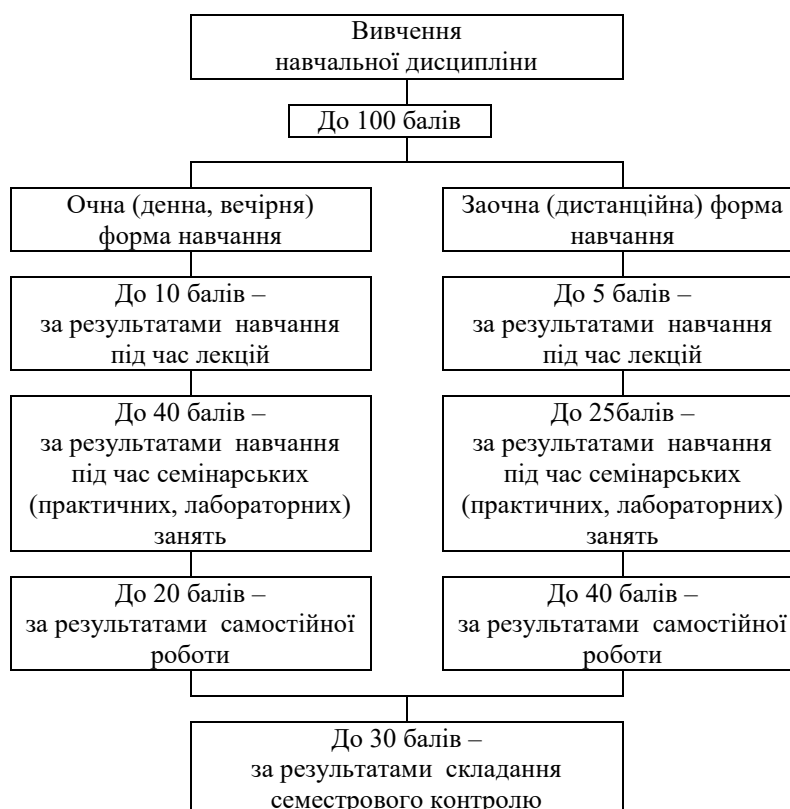 Вивчення
навчальної дисципліни
До 100 балів
Очна (денна, вечірня)
форма навчання
До 10 балів –
за результатами навчання
під час лекцій
До 40 балів –
за результатами навчання
під час семінарських
(практичних, лабораторних)
занять
До 20 балів –
за результатами самостійної
роботи
Заочна (дистанційна) форма
навчання
До 5 балів –
за результатами навчання
під час лекцій
До 25балів –
за результатами навчання
під час семінарських
(практичних, лабораторних)
занять
До 40 балів –
за результатами самостійної
роботи
До 30 балів –
за результатами складання
семестрового контролю